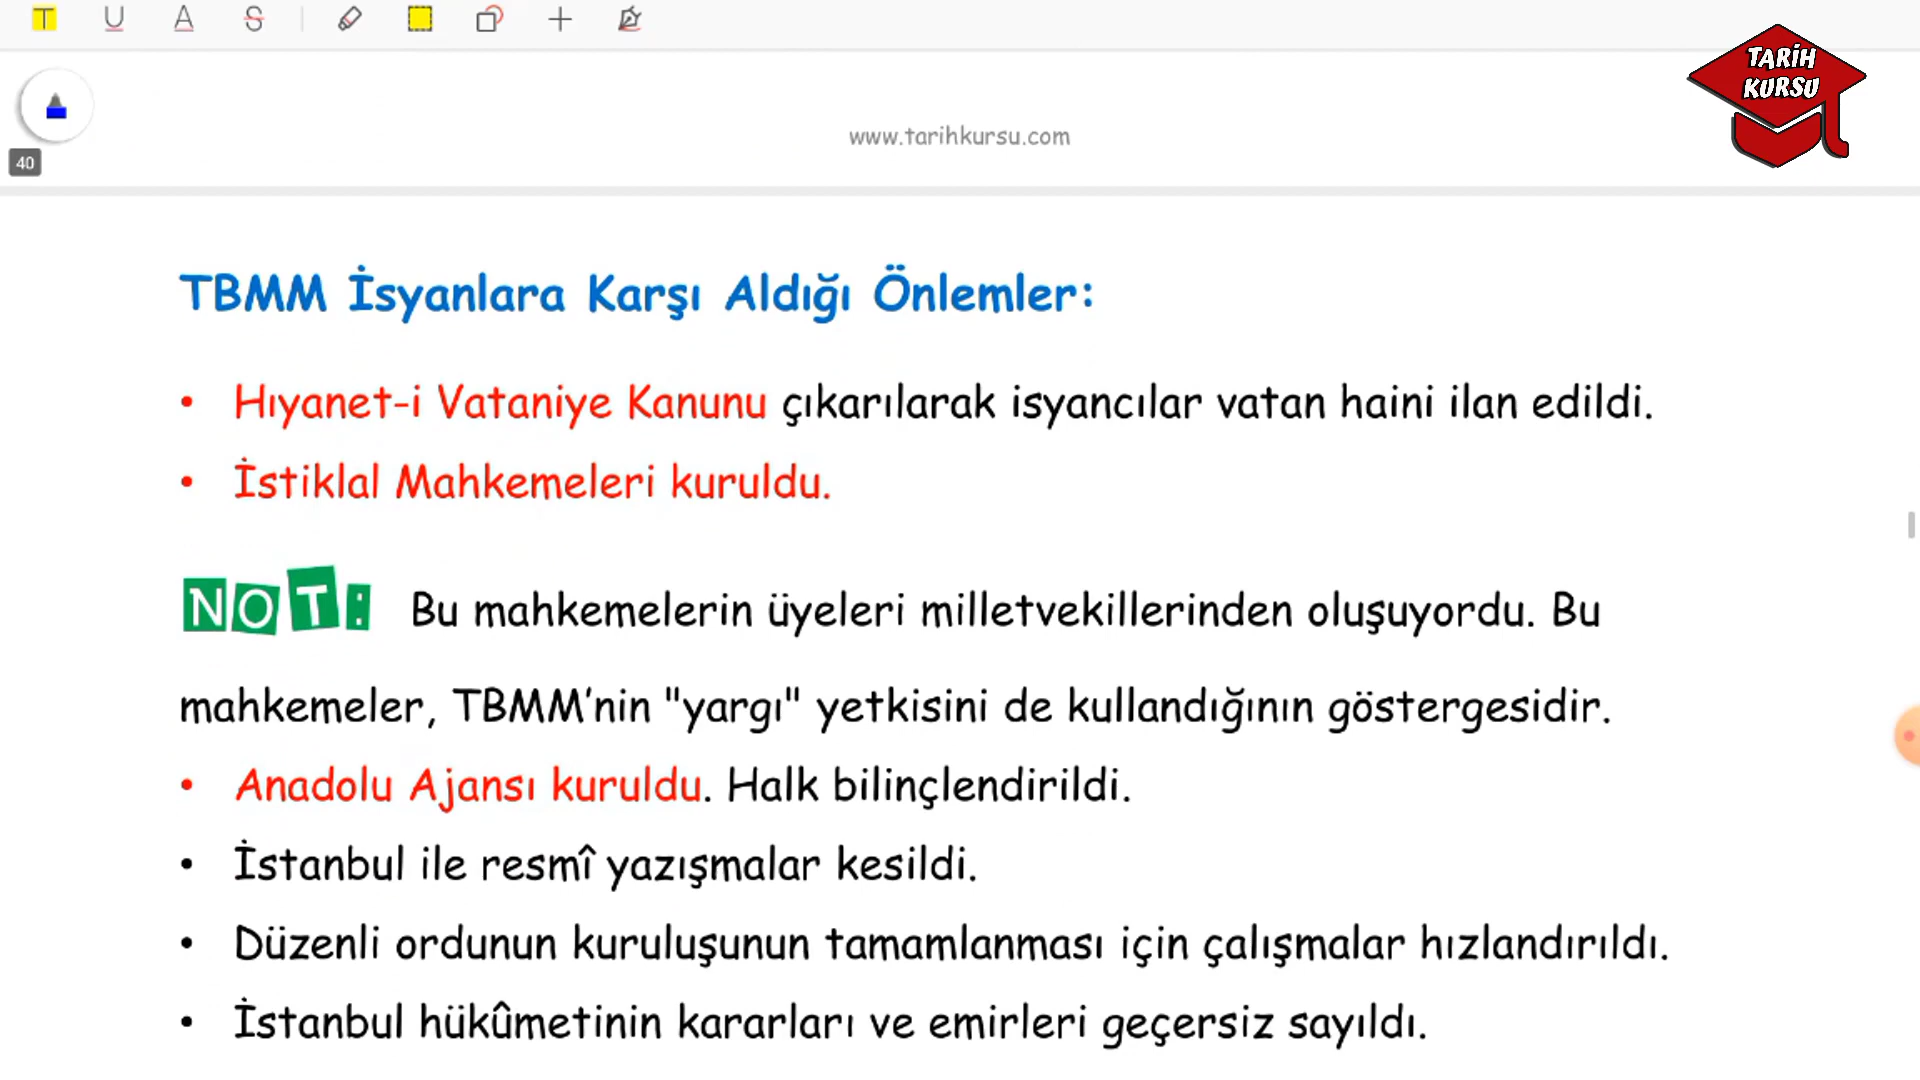 T U A S
TARİH
KURSU
www.tarihkursu.com
40
TBMM İsyanlara Karşı Aldığı Önlemler:
• Hıyanet-i Vataniye Kanunu çıkarılarak isyancılar vatan haini ilan edildi.
• İstiklal Mahkemeleri kuruldu.
NOT: Bu mahkemelerin üyeleri milletvekillerinden oluşuyordu. Bu
mahkemeler, TBMM’nin "yargı" yetkisini de kullandığının göstergesidir.
• Anadolu Ajansı kuruldu. Halk bilinçlendirildi.
• İstanbul ile resmî yazışmalar kesildi.
• Düzenli ordunun kuruluşunun tamamlanması için çalışmalar hızlandırıldı.
• İstanbul hükûmetinin kararları ve emirleri geçersiz sayıldı.